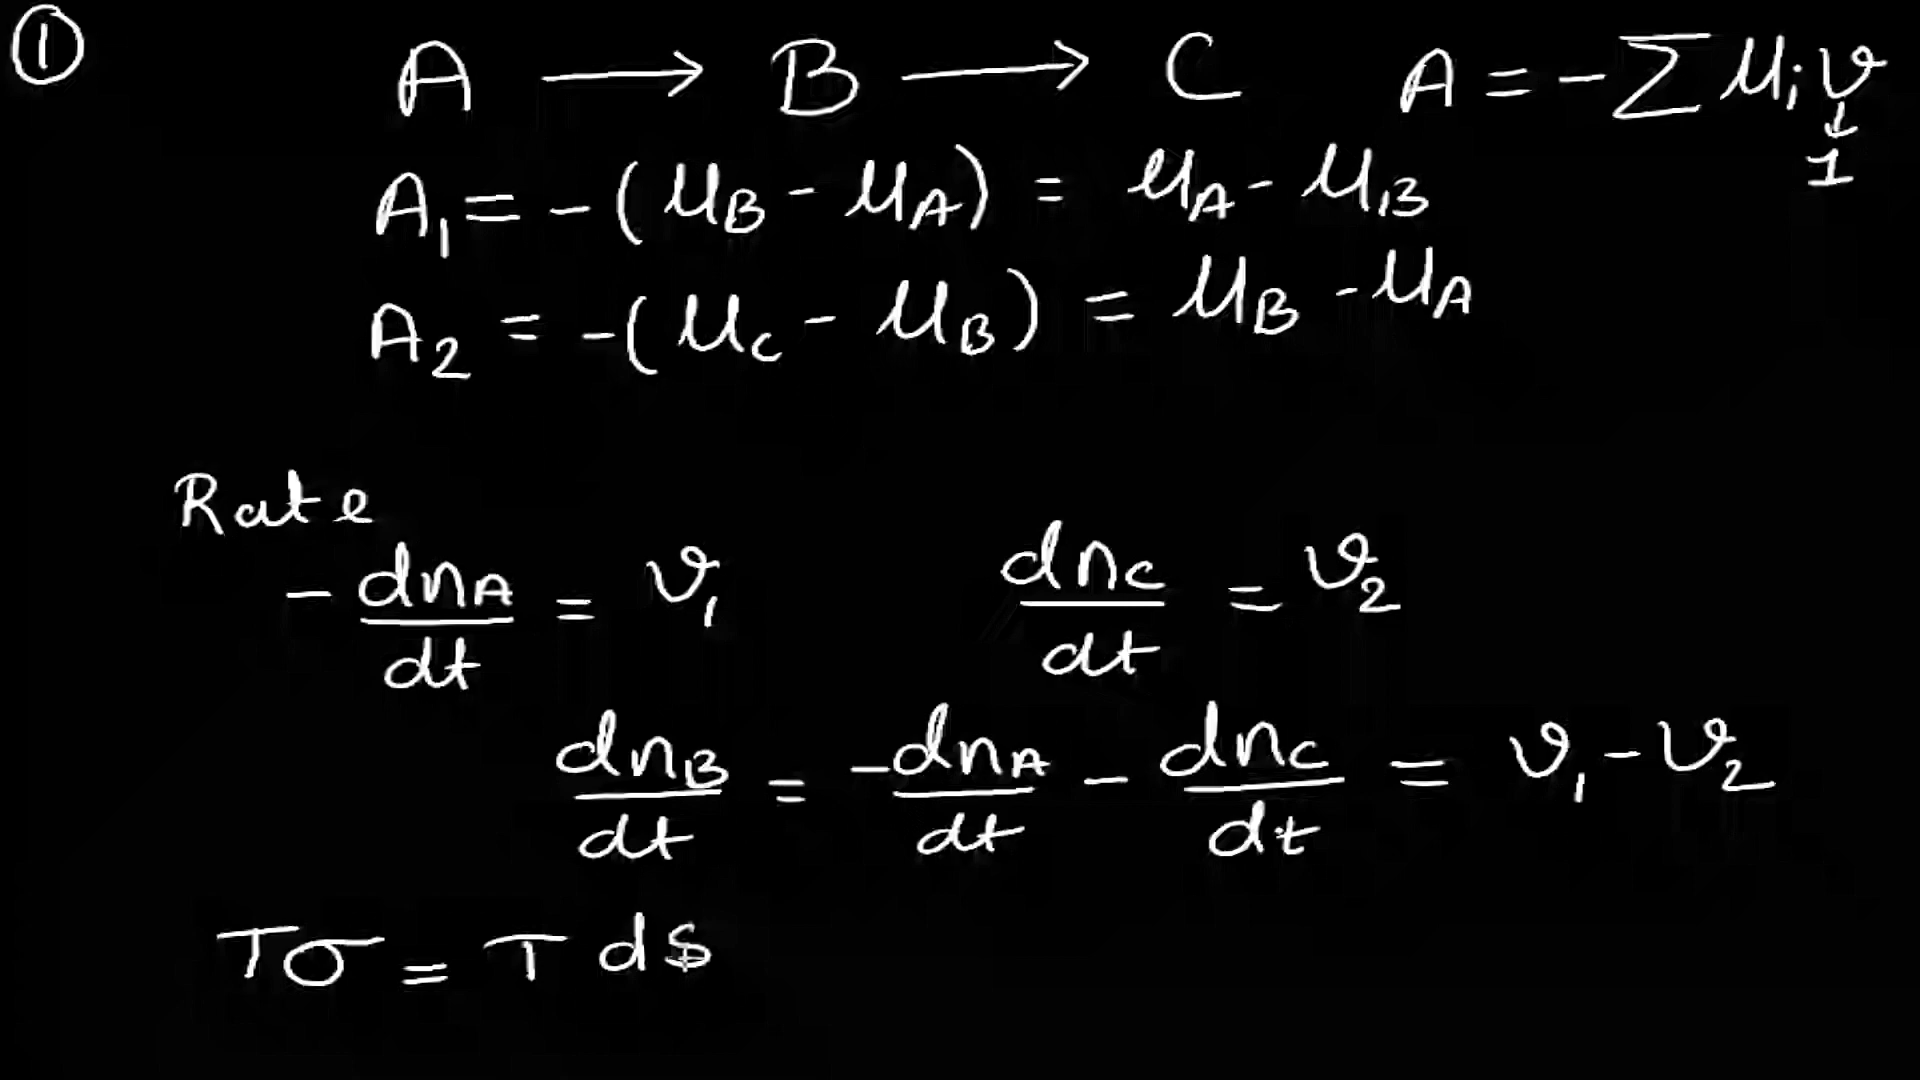 ①
A → B → C A = -∑ μᵢ ν
↓
1
A₁ = -(μ_B - μ_A) = μ_A - μ_B
A₂ = -(μ_C - μ_B) = μ_B - μ_A
Rate
- dn_A/dt = v₁ dn_C/dt = v₂
dn_B/dt = -dn_A/dt - dn_C/dt = v₁ - v₂
Tσ = T dS